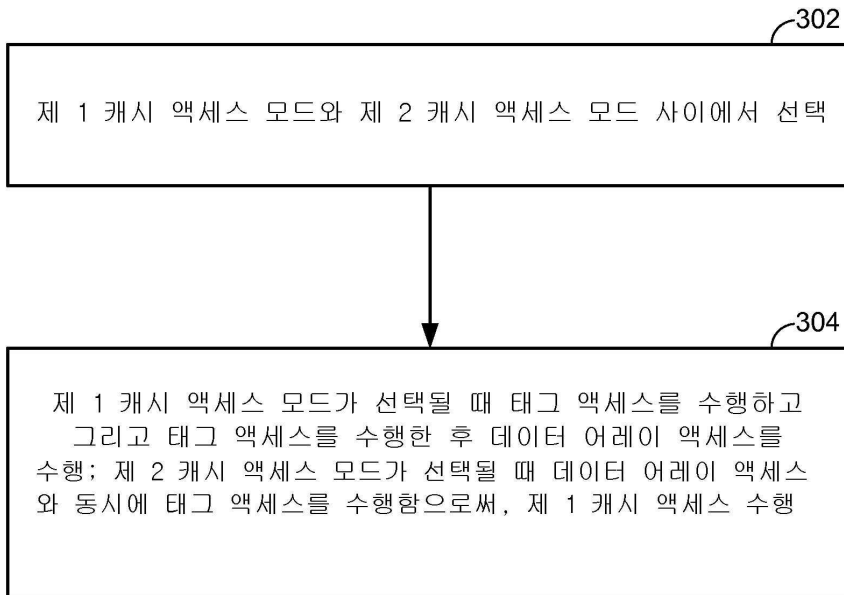 302
제 1 캐시 액세스 모드와 제 2 캐시 액세스 모드 사이에서 선택
304
제 1 캐시 액세스 모드가 선택될 때 태그 액세스를 수행하고
그리고 태그 액세스를 수행한 후 데이터 어레이 액세스를
수행; 제 2 캐시 액세스 모드가 선택될 때 데이터 어레이 액세스
와 동시에 태그 액세스를 수행함으로써, 제 1 캐시 액세스 수행